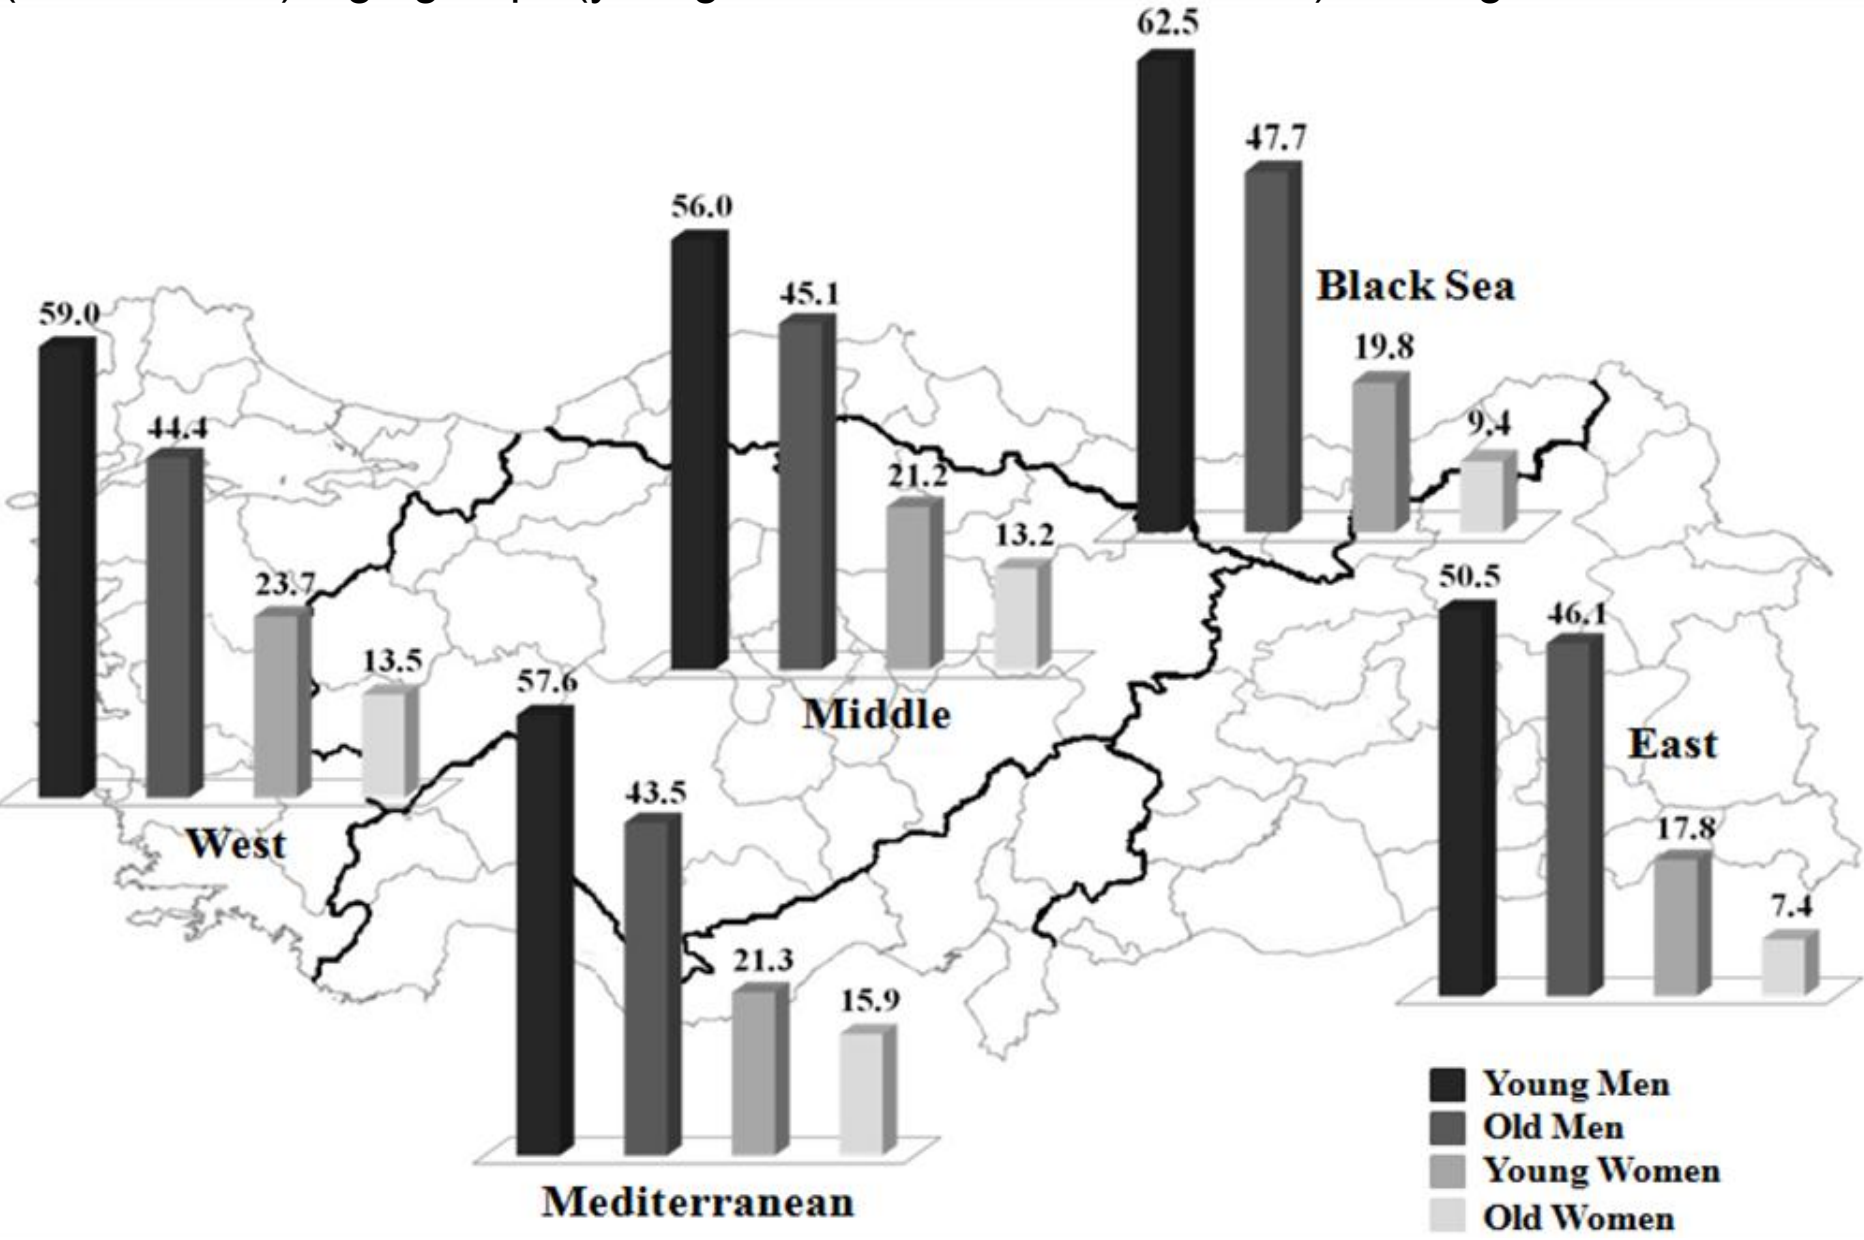 62.5
47.7
56.0
45.1
Black Sea
59.0
19.8
44.4
9.4
21.2
13.2
23.7
50.5
46.1
13.5
57.6
Middle
East
43.5
17.8
West
7.4
21.3
15.9
Young Men
Old Men
Young Women
Mediterranean
Old Women